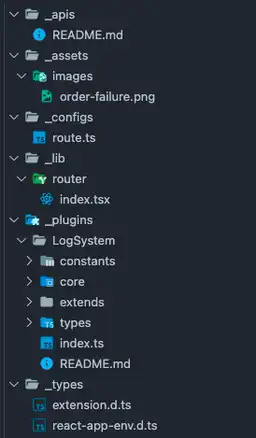 _apis
README.md
_assets
images
order-failure.png
_configs
route.ts
_lib
router
index.tsx
_plugins
LogSystem
constants
core
extends
types
index.ts
README.md
_types
extension.d.ts
react-app-env.d.ts